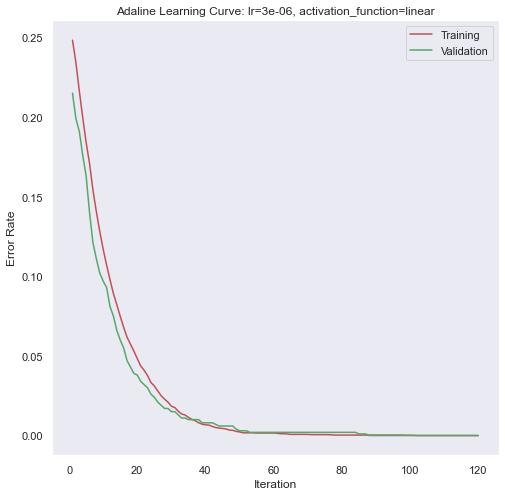 Adaline Learning Curve: lr=3e-06, activation_function=linear
Training
Validation
0.25
0.20
0.15
0.10
0.05
0.00
Error Rate
0 20 40 60 80 100 120
Iteration